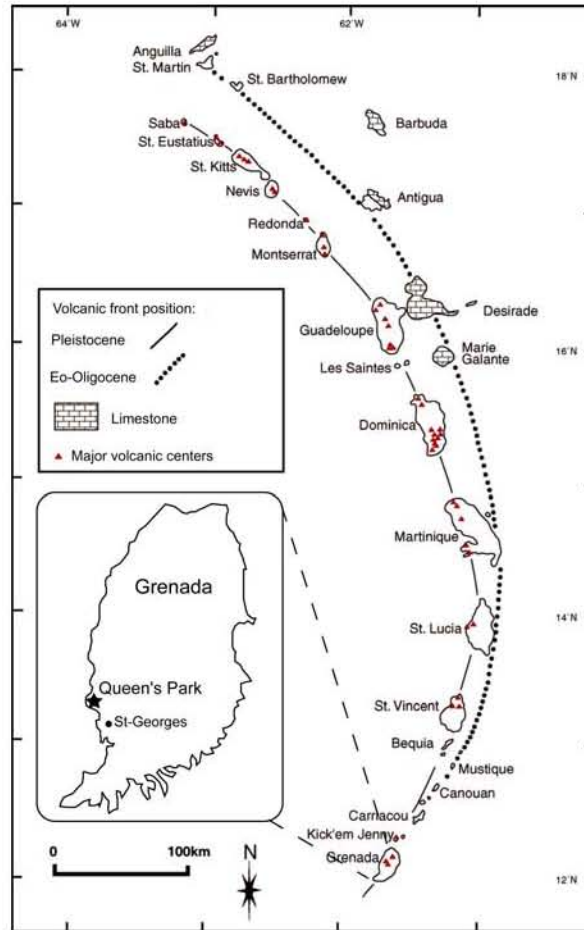 64°W
62°W
Anguilla
St. Martin
18°N
St. Bartholomew
Saba
Barbuda
St. Eustatius
St. Kitts
Nevis
Antigua
Redonda
Montserrat
Volcanic front position:
Pleistocene
Eo-Oligocene
Limestone
Major volcanic centers
Desirade
Guadeloupe
16°N
Marie
Galante
Les Saintes
Dominica
Martinique
14°N
St. Lucia
Grenada
Queen's Park
St-Georges
St. Vincent
Bequia
Mustique
Canouan
Carriacou
Kick'em Jenny
Grenada
12°N
0
100km
N